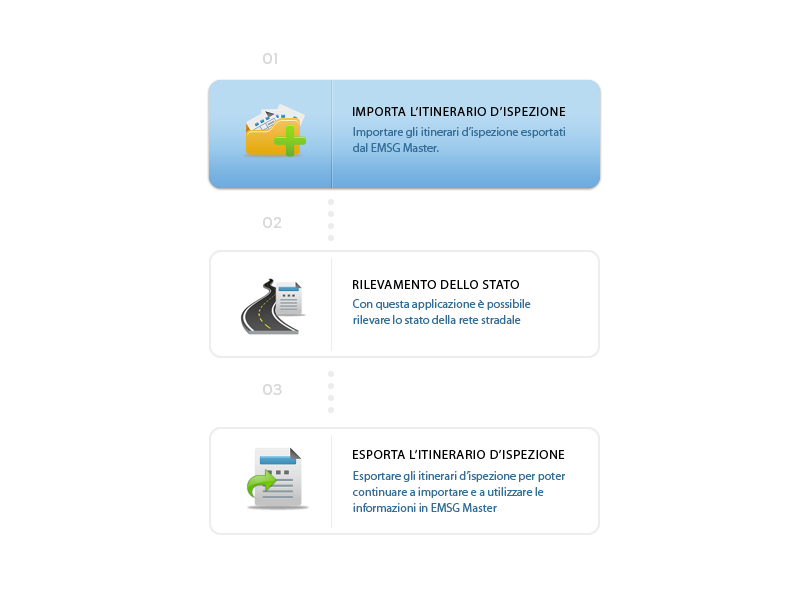 01
IMPORTA L'ITINERARIO D'ISPEZIONE
Importare gli itinerari d'ispezione esportati
dal EMSG Master.
02
RILEVAMENTO DELLO STATO
Con questa applicazione è possibile
rilevare lo stato della rete stradale
03
ESPORTA L'ITINERARIO D'ISPEZIONE
Esportare gli itinerari d'ispezione per poter
continuare a importare e a utilizzare le
informazioni in EMSG Master